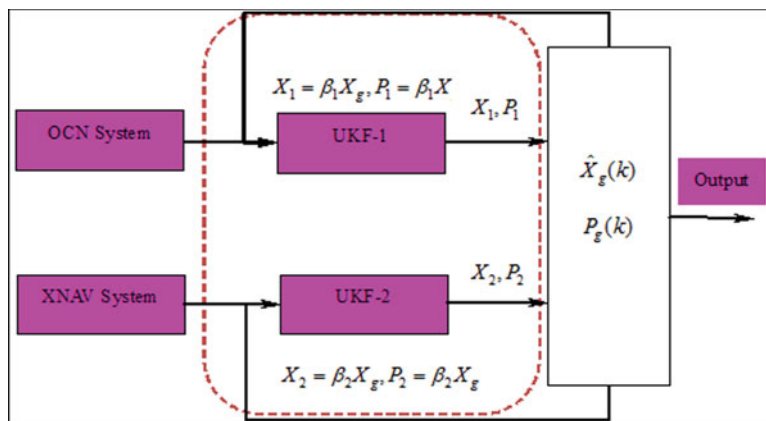 X₁ = β₁X_g, P₁ = β₁X
OCN System
UKF-1
X₁, P₁
X̂_g(k)
P_g(k)
Output
XNAV System
UKF-2
X₂, P₂
X₂ = β₂X_g, P₂ = β₂X_g